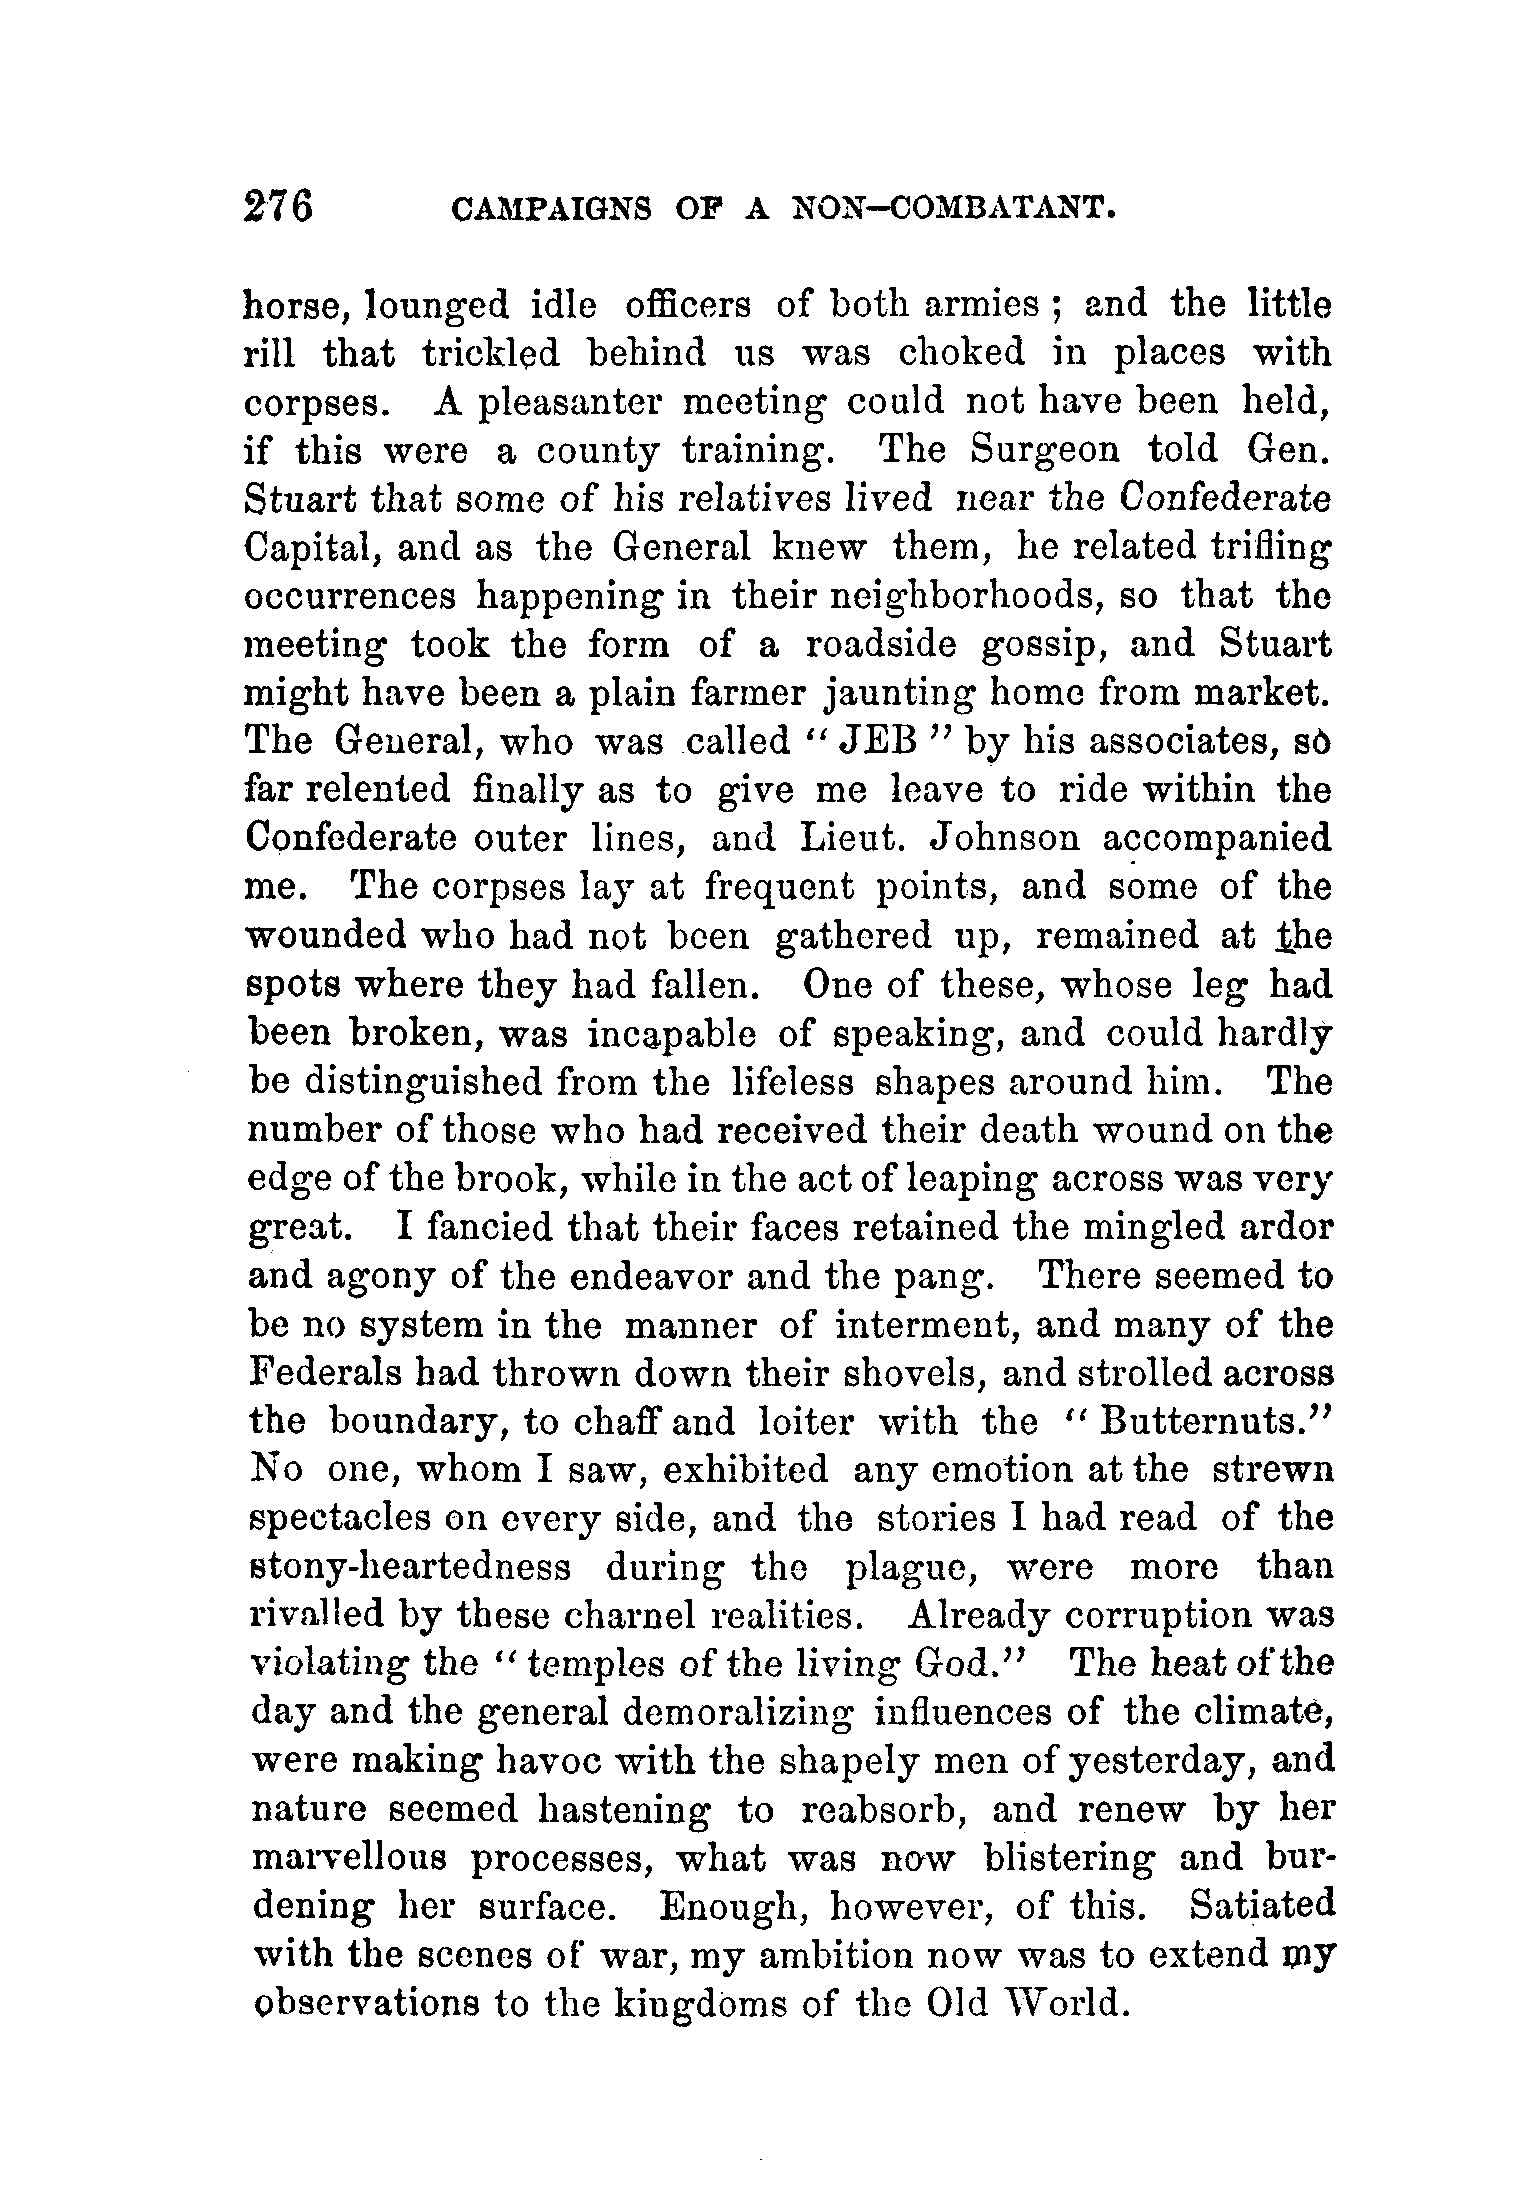 276 CAMPAIGNS OF A NON-COMBATANT.
horse, lounged idle officers of both armies ; and the little
rill that trickled behind us was choked in places with
corpses. A pleasanter meeting could not have been held,
if this were a county training. The Surgeon told Gen.
Stuart that some of his relatives lived near the Confederate
Capital, and as the General knew them, he related trifling
occurrences happening in their neighborhoods, so that the
meeting took the form of a roadside gossip, and Stuart
might have been a plain farmer jaunting home from market.
The General, who was called “ JEB ” by his associates, so
far relented finally as to give me leave to ride within the
Confederate outer lines, and Lieut. Johnson accompanied
me. The corpses lay at frequent points, and some of the
wounded who had not been gathered up, remained at the
spots where they had fallen. One of these, whose leg had
been broken, was incapable of speaking, and could hardly
be distinguished from the lifeless shapes around him. The
number of those who had received their death wound on the
edge of the brook, while in the act of leaping across was very
great. I fancied that their faces retained the mingled ardor
and agony of the endeavor and the pang. There seemed to
be no system in the manner of interment, and many of the
Federals had thrown down their shovels, and strolled across
the boundary, to chaff and loiter with the “ Butternuts.”
No one, whom I saw, exhibited any emotion at the strewn
spectacles on every side, and the stories I had read of the
stony-heartedness during the plague, were more than
rivalled by these charnel realities. Already corruption was
violating the “ temples of the living God.” The heat of the
day and the general demoralizing influences of the climate,
were making havoc with the shapely men of yesterday, and
nature seemed hastening to reabsorb, and renew by her
marvellous processes, what was now blistering and bur-
dening her surface. Enough, however, of this. Satiated
with the scenes of war, my ambition now was to extend my
observations to the kingdoms of the Old World.